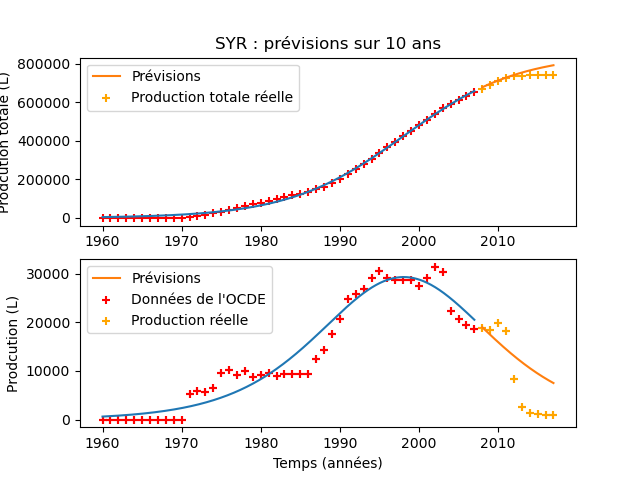 SYR : prévisions sur 10 ans
Prodcution totale (L)
800000
600000
400000
200000
0
Prévisions
Production totale réelle
1960 1970 1980 1990 2000 2010
Prodcution (L)
30000
20000
10000
0
Prévisions
Données de l'OCDE
Production réelle
1960 1970 1980 1990 2000 2010
Temps (années)